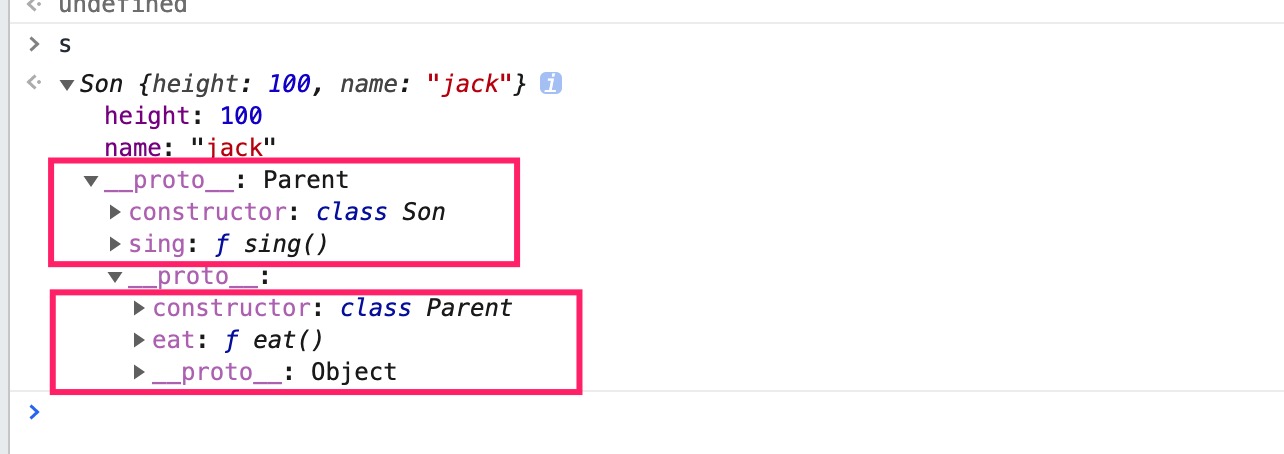 undefined
> s
Son {height: 100, name: "jack"} i
height: 100
name: "jack"
__proto__: Parent
constructor: class Son
sing: ƒ sing()
__proto__:
constructor: class Parent
eat: ƒ eat()
__proto__: Object
>